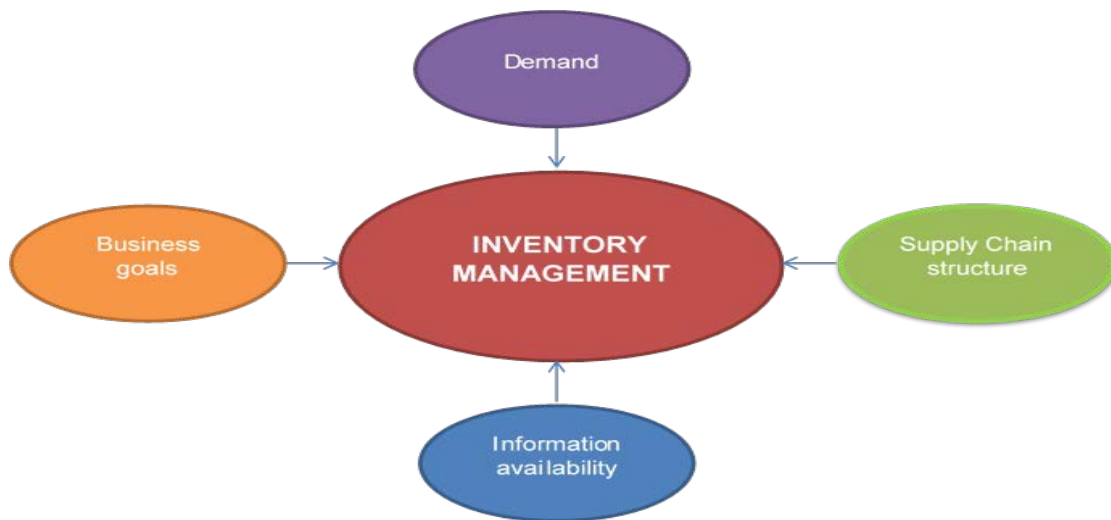 Demand
Business
goals
INVENTORY
MANAGEMENT
Supply Chain
structure
Information
availability